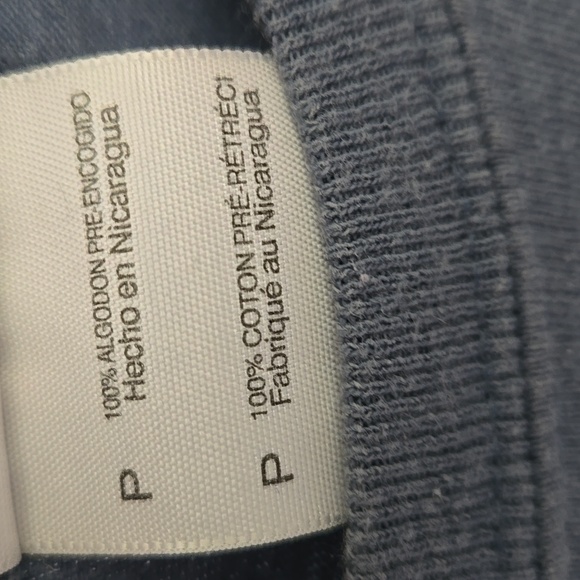 P
100% ALGODON PRE-ENCOGIDO
Hecho en Nicaragua
P
100% COTON PRÉ-RÉTRÉCI
Fabriqué au Nicaragua